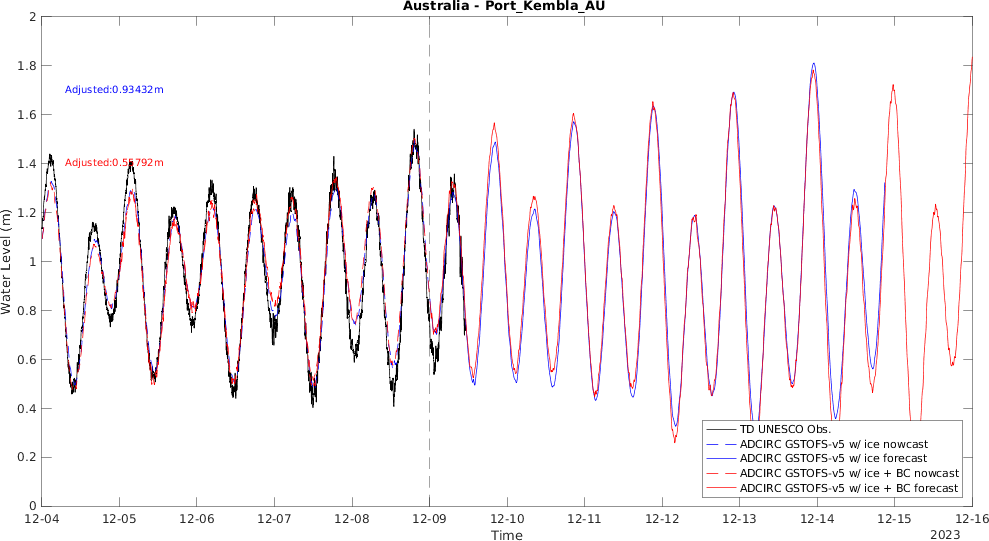 Australia - Port_Kembla_AU
2
1.8
1.6
1.4
1.2
1
0.8
0.6
0.4
0.2
0
Water Level (m)
Adjusted:0.93432m
Adjusted:0.55792m
TD UNESCO Obs.
ADCIRC GSTOFS-v5 w/ ice nowcast
ADCIRC GSTOFS-v5 w/ ice forecast
ADCIRC GSTOFS-v5 w/ ice + BC nowcast
ADCIRC GSTOFS-v5 w/ ice + BC forecast
12-04 12-05 12-06 12-07 12-08 12-09 12-10 12-11 12-12 12-13 12-14 12-15 12-16
Time
2023